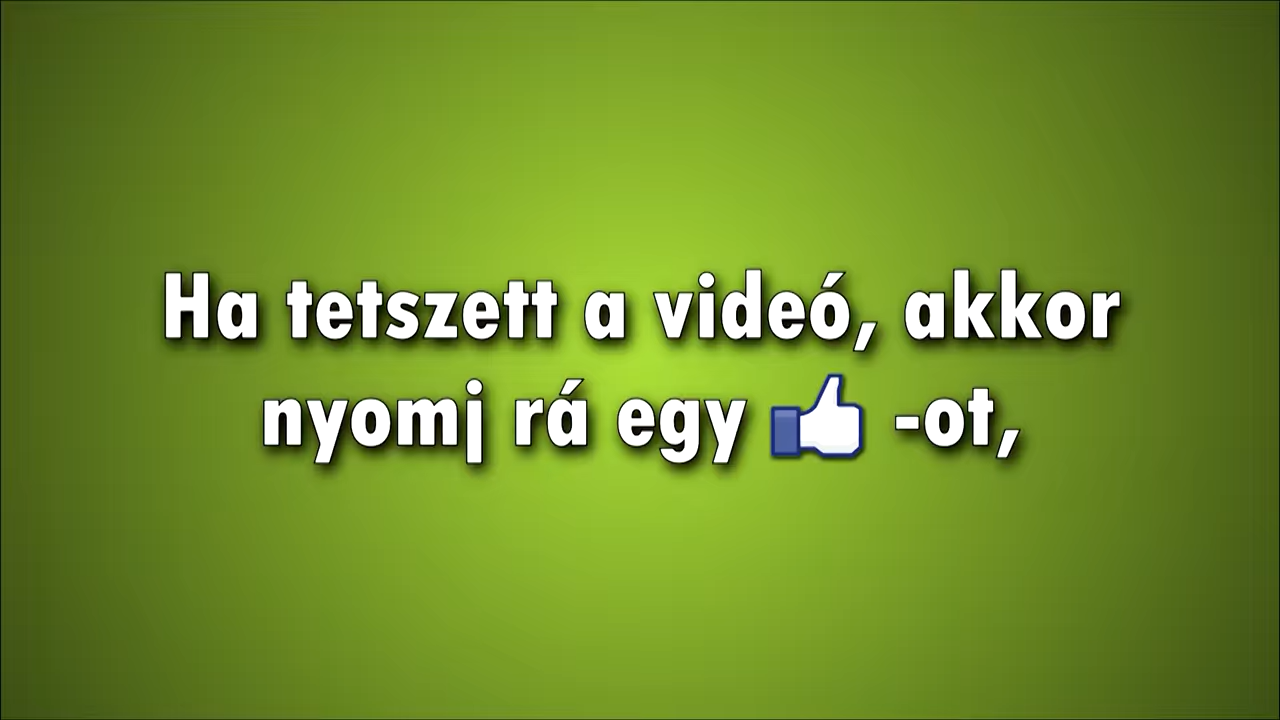 Ha tetszett a videó, akkor
nyomj rá egy 👍 -ot,